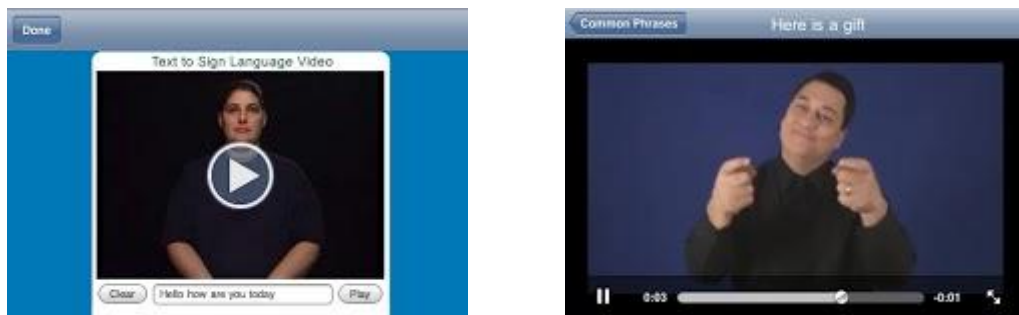 Done
Text to Sign Language Video
Clear
Hello how are you today
Play
Common Phrases
Here is a gift
0:03
-0:01